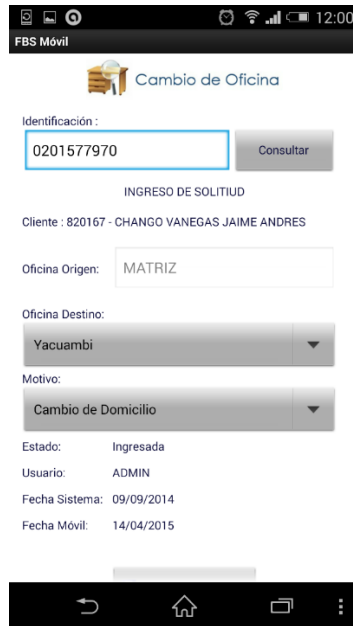 12:00
FBS Móvil
Cambio de Oficina
Identificación :
0201577970 Consultar
INGRESO DE SOLITIUD
Cliente : 820167 - CHANGO VANEGAS JAIME ANDRES
Oficina Origen: MATRIZ
Oficina Destino:
Yacuambi
Motivo:
Cambio de Domicilio
Estado: Ingresada
Usuario: ADMIN
Fecha Sistema: 09/09/2014
Fecha Móvil: 14/04/2015